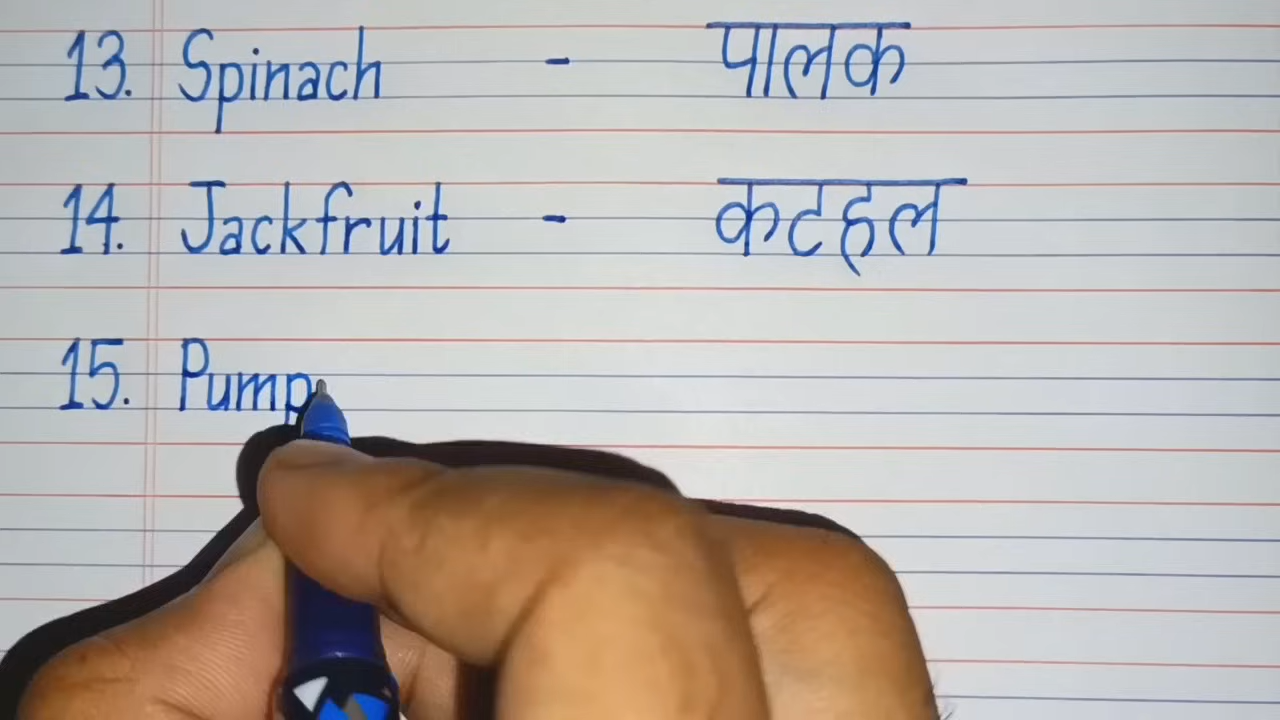 13. Spinach - पालक
14. Jackfruit - कटहल
15. Pump